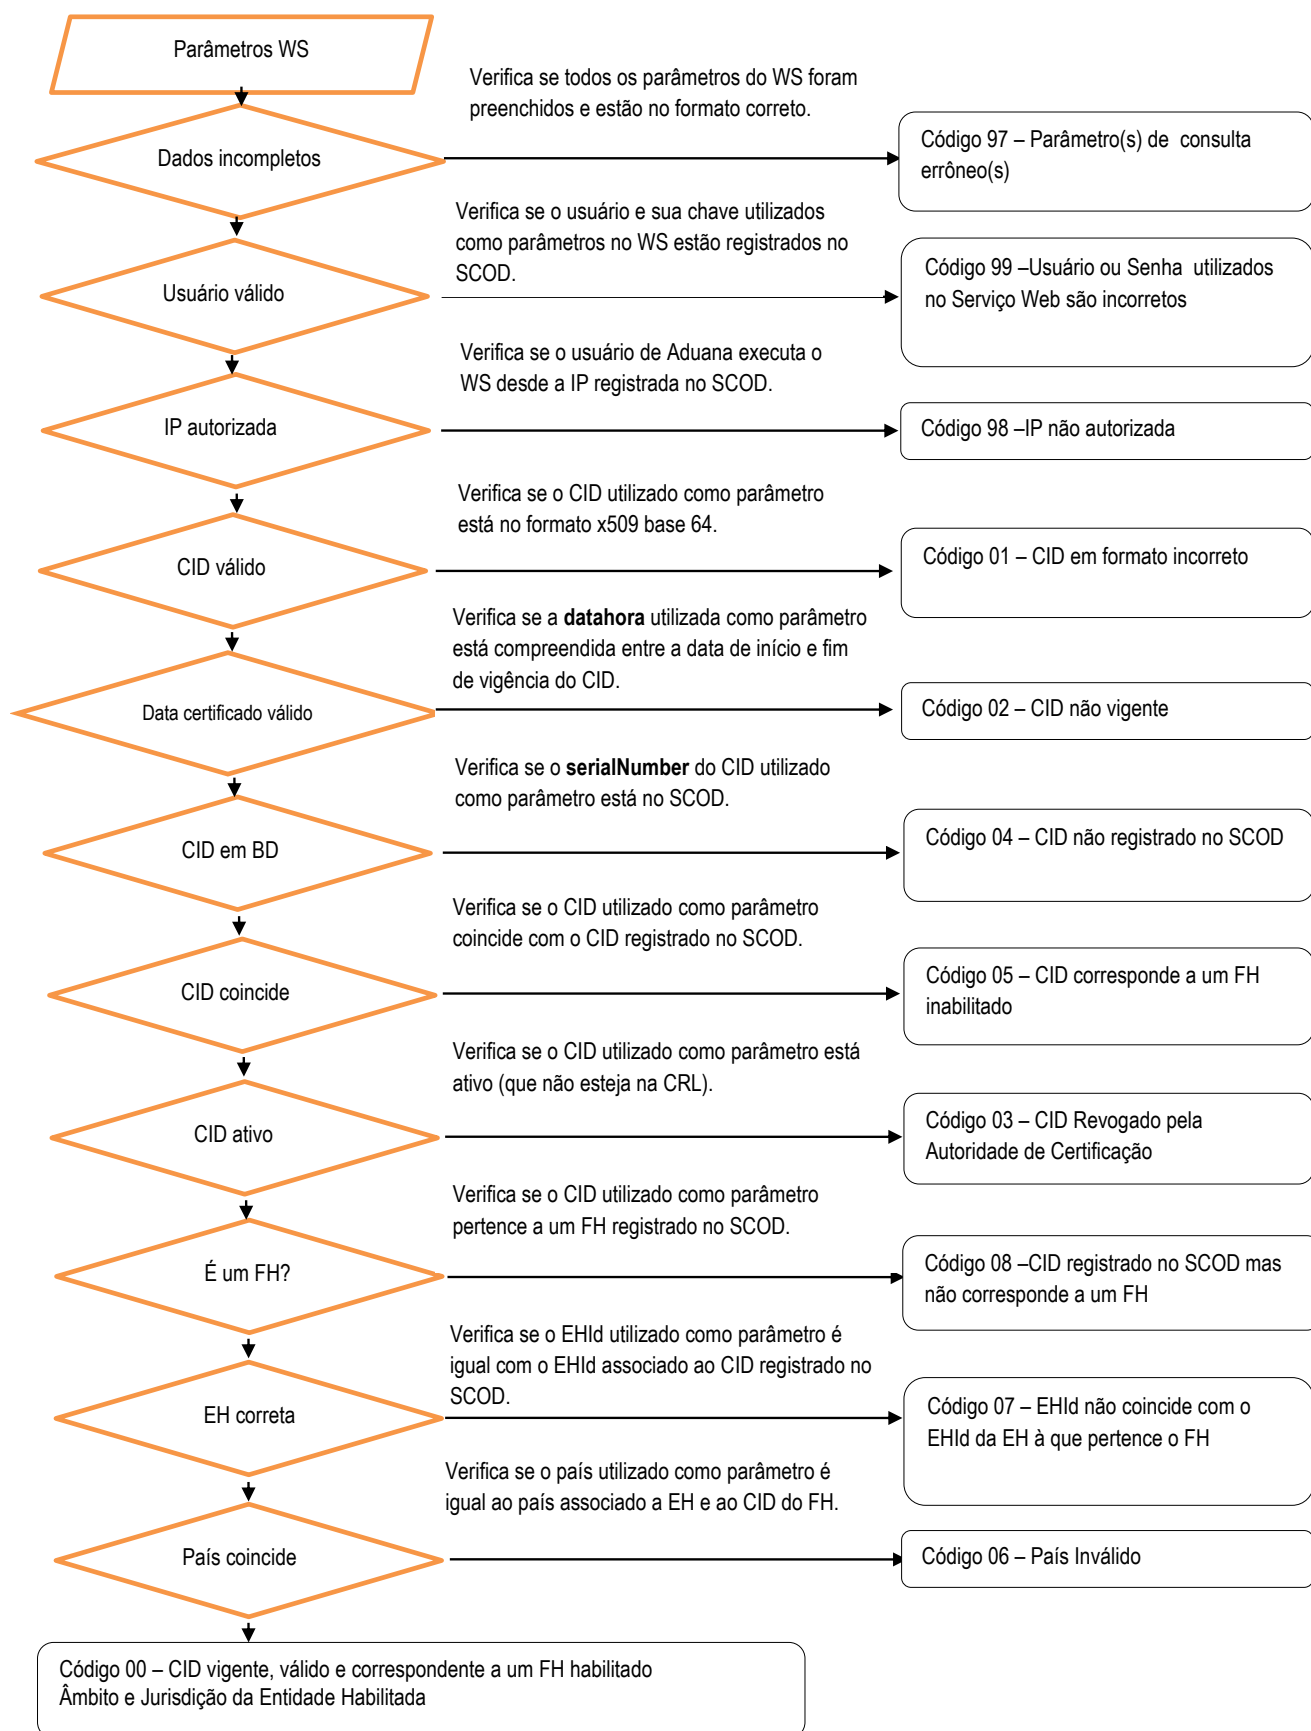 Parâmetros WS
Verifica se todos os parâmetros do WS foram
preenchidos e estão no formato correto.
Dados incompletos
Código 97 – Parâmetro(s) de consulta
errôneo(s)
Verifica se o usuário e sua chave utilizados
como parâmetros no WS estão registrados no
SCOD.
Usuário válido
Código 99 –Usuário ou Senha utilizados
no Serviço Web são incorretos
Verifica se o usuário de Aduana executa o
WS desde a IP registrada no SCOD.
IP autorizada
Código 98 –IP não autorizada
Verifica se o CID utilizado como parâmetro
está no formato x509 base 64.
CID válido
Código 01 – CID em formato incorreto
Verifica se a datahora utilizada como parâmetro
está compreendida entre a data de início e fim
de vigência do CID.
Data certificado válido
Código 02 – CID não vigente
Verifica se o serialNumber do CID utilizado
como parâmetro está no SCOD.
CID em BD
Código 04 – CID não registrado no SCOD
Verifica se o CID utilizado como parâmetro
coincide com o CID registrado no SCOD.
CID coincide
Código 05 – CID corresponde a um FH
inabilitado
Verifica se o CID utilizado como parâmetro está
ativo (que não esteja na CRL).
CID ativo
Código 03 – CID Revogado pela
Autoridade de Certificação
Verifica se o CID utilizado como parâmetro
pertence a um FH registrado no SCOD.
É um FH?
Código 08 –CID registrado no SCOD mas
não corresponde a um FH
Verifica se o EHId utilizado como parâmetro é
igual com o EHId associado ao CID registrado no
SCOD.
EH correta
Código 07 – EHId não coincide com o
EHId da EH à que pertence o FH
Verifica se o país utilizado como parâmetro é
igual ao país associado a EH e ao CID do FH.
País coincide
Código 06 – País Inválido
Código 00 – CID vigente, válido e correspondente a um FH habilitado
Âmbito e Jurisdição da Entidade Habilitada